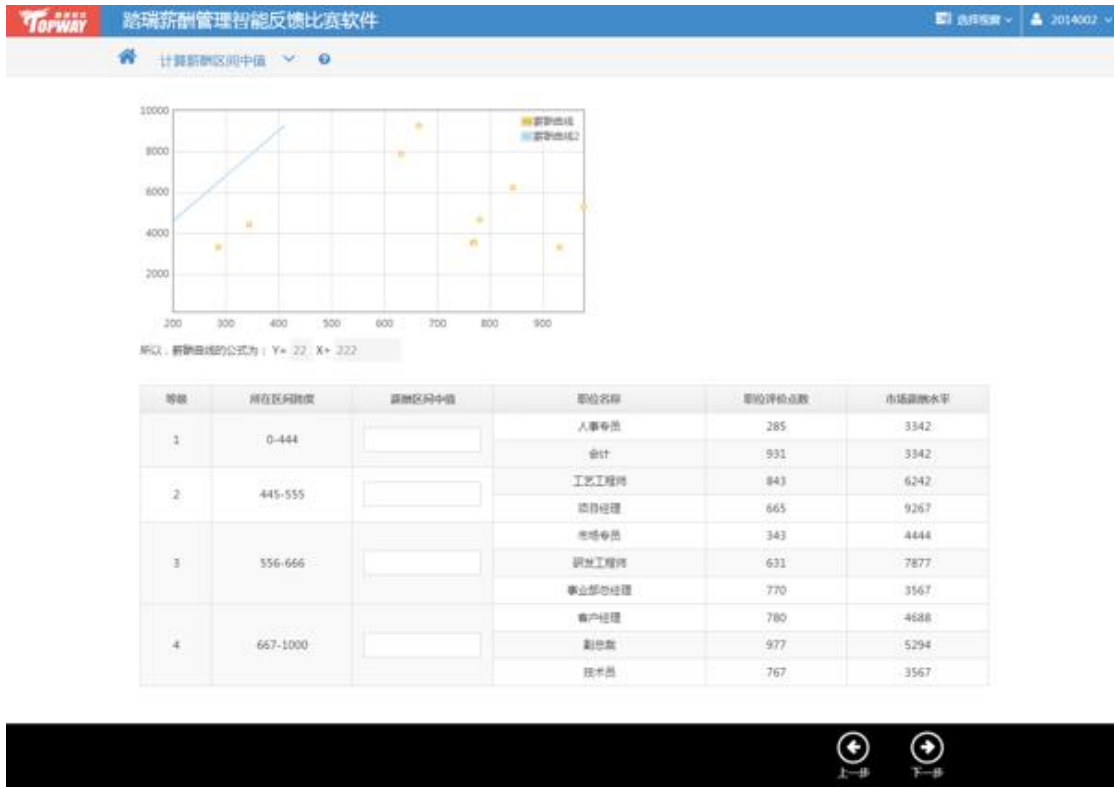 TOPWAY 踏瑞薪酬管理智能反馈比赛软件 选择视窗 2014002
计算薪酬区间中值
10000
8000
6000
4000
2000
薪酬曲线
薪酬曲线2
200 300 400 500 600 700 800 900
所以，薪酬曲线的公式为： Y= 22 X+ 222
等级 所在区间跨度 薪酬区间中值 职位名称 职位评价点数 市场薪酬水平
1 0-444 人事专员 285 3342
会计 931 3342
2 445-555 工艺工程师 843 6242
项目经理 665 9267
市场专员 343 4444
3 556-666 研发工程师 631 7877
事业部总经理 770 3567
客户经理 780 4688
4 667-1000 副总裁 977 5294
技术员 767 3567
上一步 下一步